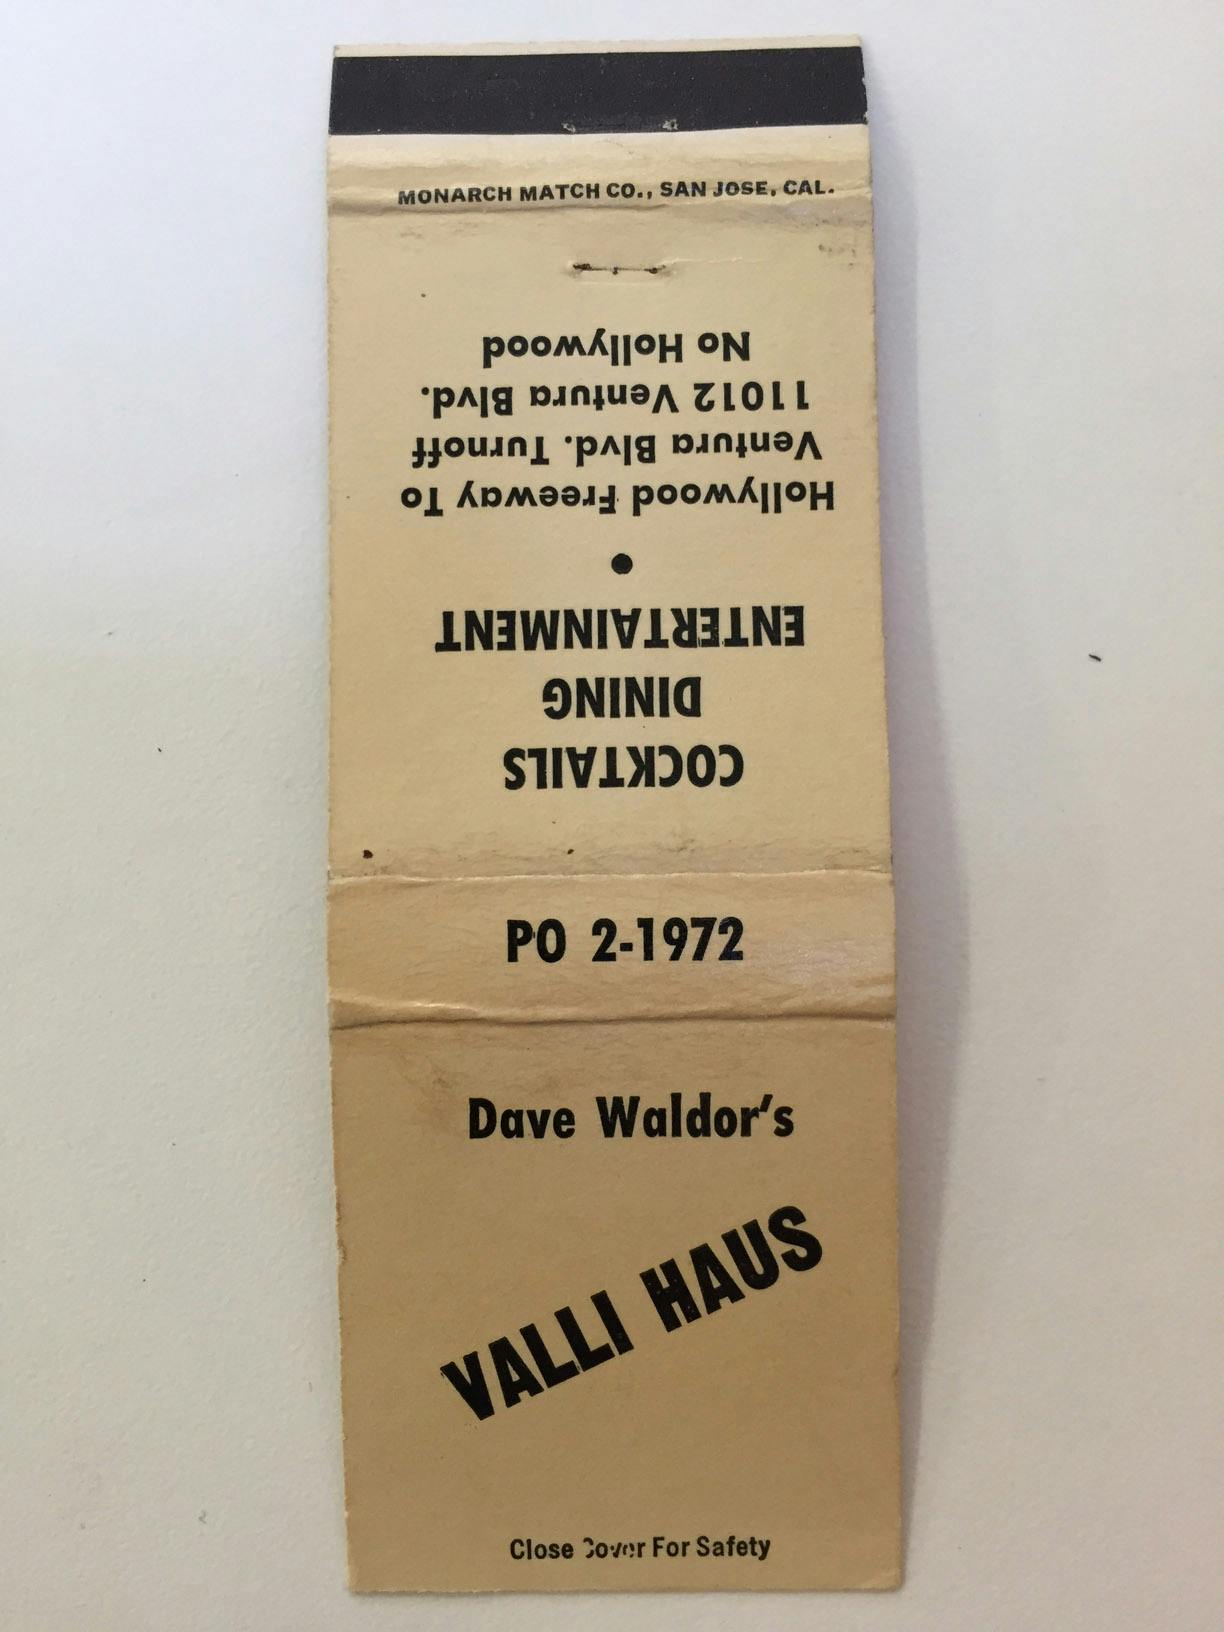 MONARCH MATCH CO., SAN JOSE, CAL.
COCKTAILS
DINING
ENTERTAINMENT
Hollywood Freeway To
Ventura Blvd. Turnoff
11012 Ventura Blvd.
No Hollywood
PO 2-1972
Dave Waldor's
VALLI HAUS
Close Cover For Safety